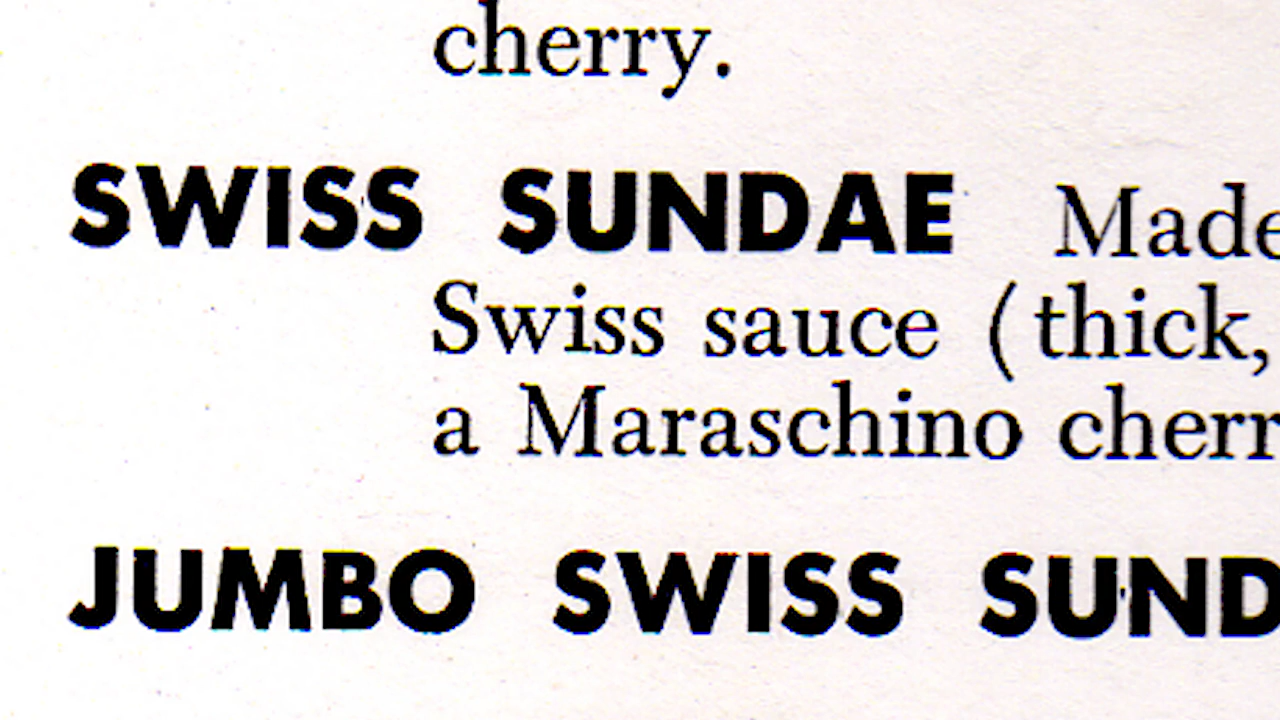 cherry.
SWISS SUNDAE Made
Swiss sauce (thick,
a Maraschino cherr
JUMBO SWISS SUND